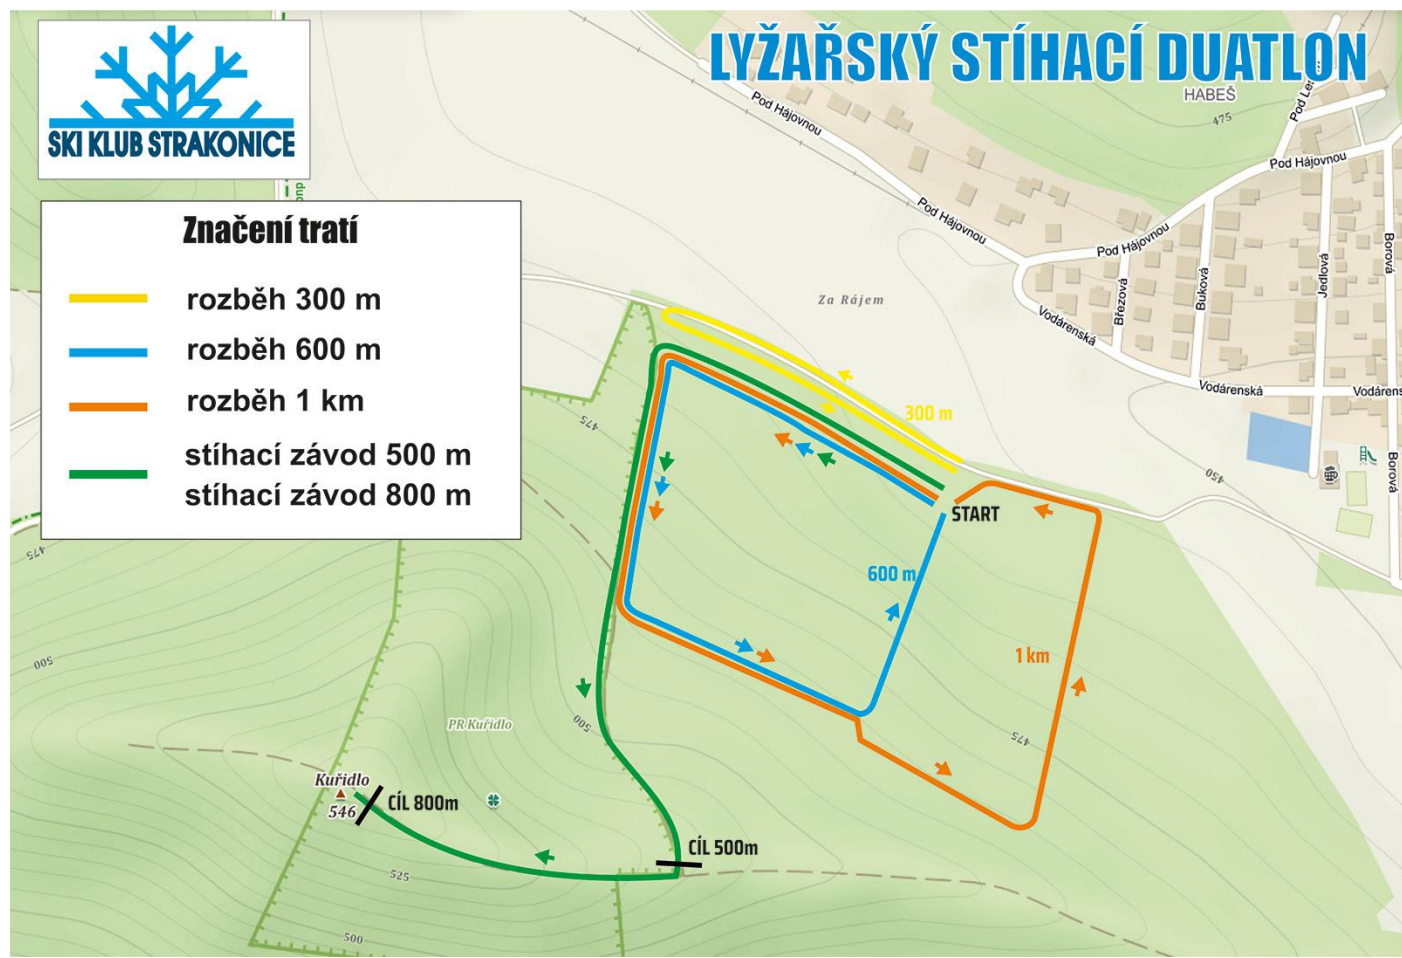 LYŽAŘSKÝ STÍHACÍ DUATLON
SKI KLUB STRAKONICE
Značení tratí
rozběh 300 m
rozběh 600 m
rozběh 1 km
stíhací závod 500 m
stíhací závod 800 m
HABEŠ
475
Pod Hájovnou
Pod Hájovnou
Pod Hájovnou
Pod Hájovnou
Borová
Jedlová
Buková
Březová
Vodárenská
Vodárenská
Za Rájem
300 m
475
450
Borová
START
600 m
475
500
1 km
PR Kuřídlo
500
475
Kuřidlo
546
CÍL 800m
CÍL 500m
525
500